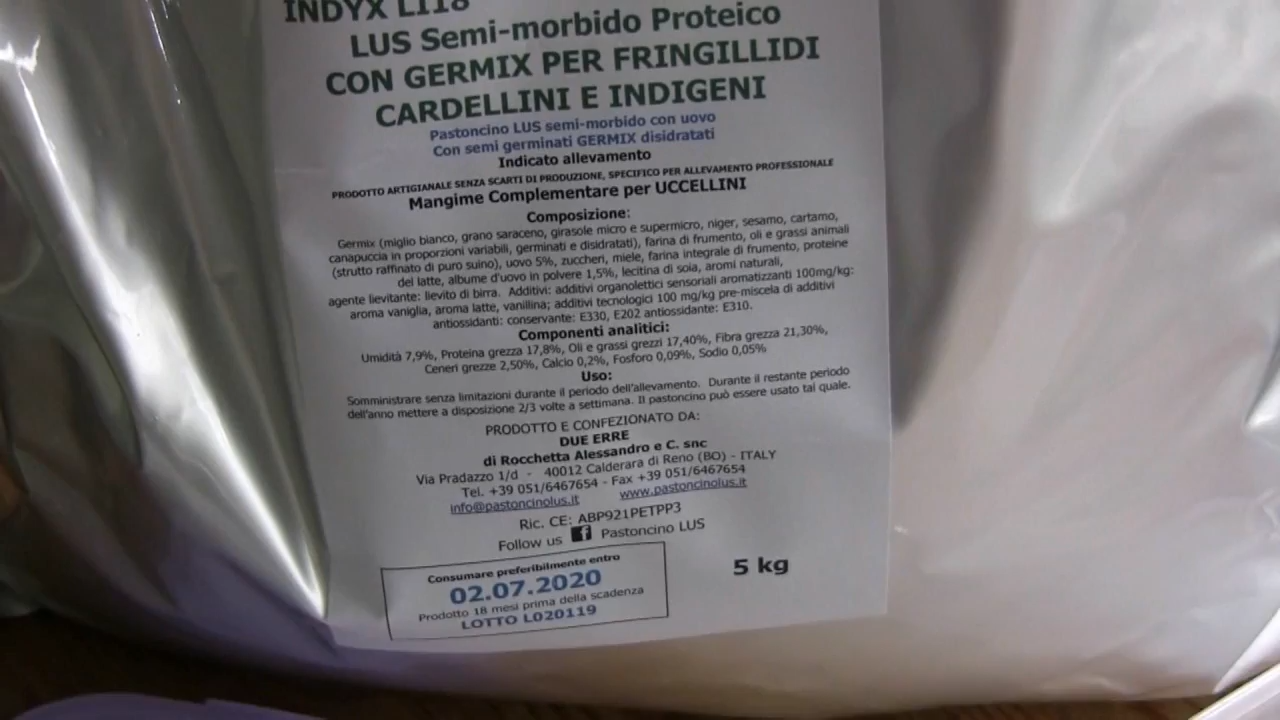 INDYX L118
LUS Semi-morbido Proteico
CON GERMIX PER FRINGILLIDI
CARDELLINI E INDIGENI
Pastoncino LUS semi-morbido con uovo
Con semi germinati GERMIX disidratati
Indicato allevamento
PRODOTTO ARTIGIANALE SENZA SCARTI DI PRODUZIONE, SPECIFICO PER ALLEVAMENTO PROFESSIONALE
Mangime Complementare per UCCELLINI
Composizione:
Germix (miglio bianco, grano saraceno, girasole micro e supermicro, niger, sesamo, cartamo,
canapuccia in proporzioni variabili, germinati e disidratati), farina di frumento, oli e grassi animali
(strutto raffinato di puro suino), uovo 5%, zuccheri, miele, farina integrale di frumento, proteine
del latte, albume d'uovo in polvere 1,5%, lecitina di soia, aromi naturali,
agente lievitante: lievito di birra. Additivi: additivi organolettici sensoriali aromatizzanti 100mg/kg:
aroma vaniglia, aroma latte, vanillina; additivi tecnologici 100 mg/kg pre-miscela di additivi
antiossidanti: conservante: E330, E202 antiossidante: E310.
Componenti analitici:
Umidità 7,9%, Proteina grezza 17,8%, Oli e grassi grezzi 17,40%, Fibra grezza 21,30%,
Ceneri grezze 2,50%, Calcio 0,2%, Fosforo 0,09%, Sodio 0,05%
Uso:
Somministrare senza limitazioni durante il periodo dell'allevamento. Durante il restante periodo
dell'anno mettere a disposizione 2/3 volte a settimana. Il pastoncino può essere usato tal quale.
PRODOTTO E CONFEZIONATO DA:
DUE ERRE
di Rocchetta Alessandro e C. snc
Via Pradazzo 1/d - 40012 Calderara di Reno (BO) - ITALY
Tel. +39 051/6467654 - Fax +39 051/6467654
info@pastoncinolus.it www.pastoncinolus.it
Ric. CE: ABP921PETPP3
Follow us f Pastoncino LUS
Consumare preferibilmente entro
02.07.2020
Prodotto 18 mesi prima della scadenza
LOTTO L020119
5 kg